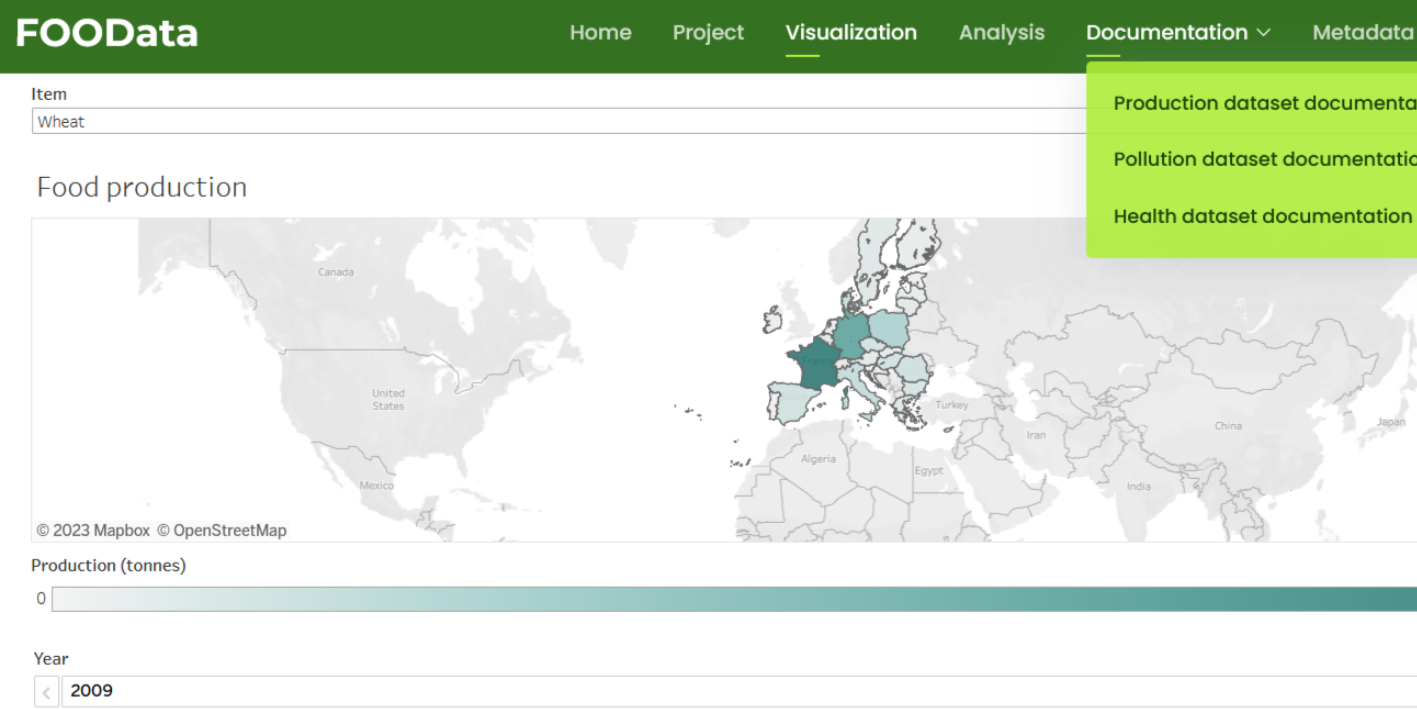 FOOData
Home Project Visualization Analysis Documentation Metadata
Item
Wheat
Production dataset documenta
Pollution dataset documentatio
Health dataset documentation
Food production
Canada
United
States
Mexico
France
Turkey
Algeria
Egypt
Iran
China
Japan
India
© 2023 Mapbox © OpenStreetMap
Production (tonnes)
0
Year
2009